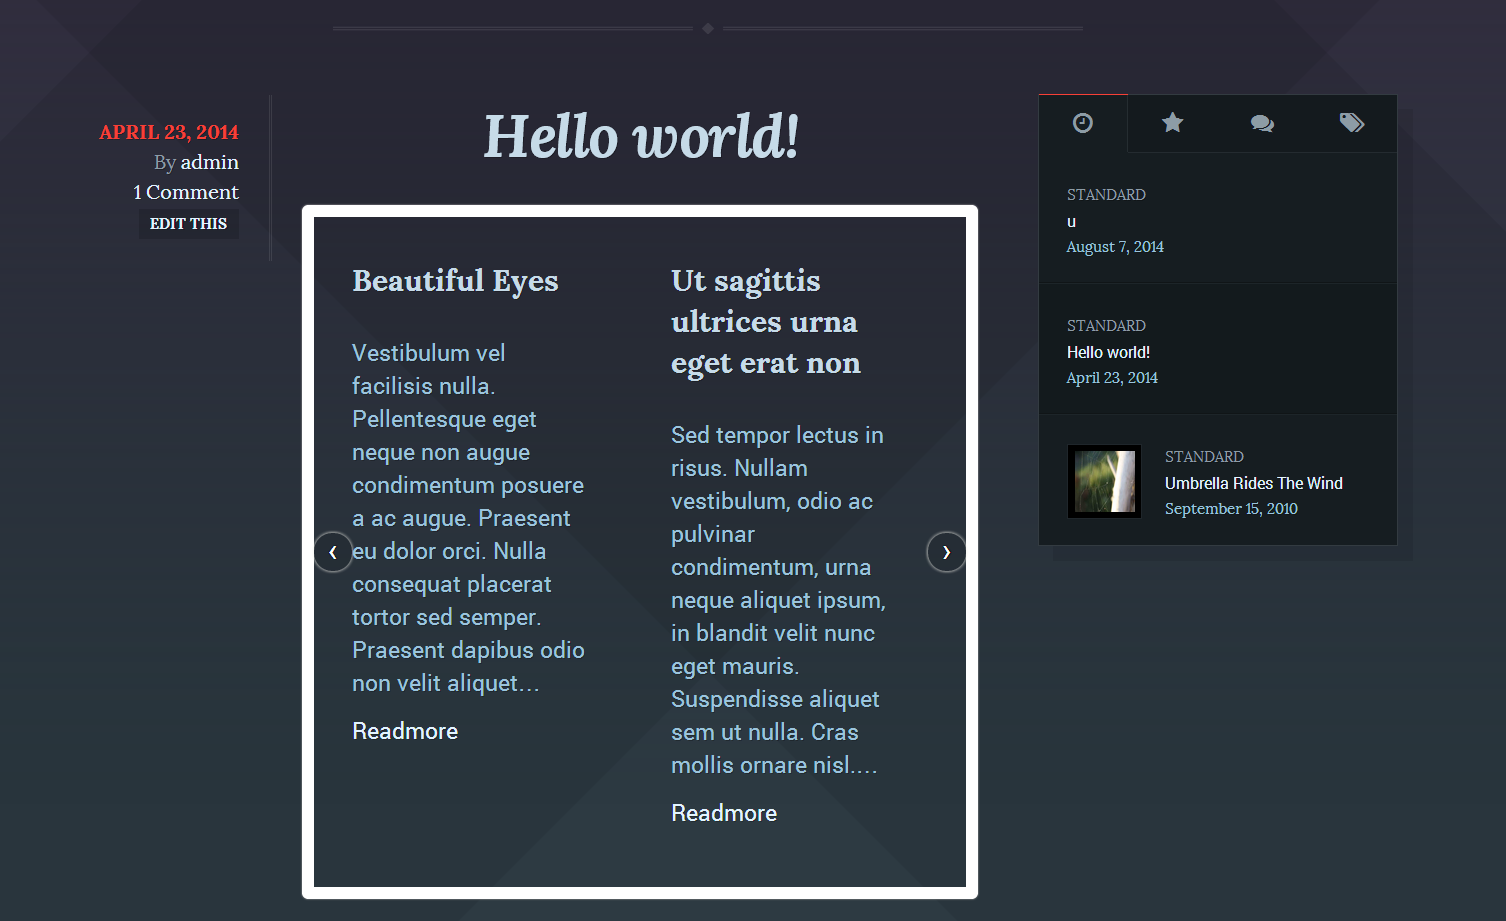 APRIL 23, 2014
By admin
1 Comment
EDIT THIS
Hello world!
Beautiful Eyes
Vestibulum vel
facilisis nulla.
Pellentesque eget
neque non augue
condimentum posuere
a ac augue. Praesent
eu dolor orci. Nulla
consequat placerat
tortor sed semper.
Praesent dapibus odio
non velit aliquet…
Readmore
Ut sagittis
ultrices urna
eget erat non
Sed tempor lectus in
risus. Nullam
vestibulum, odio ac
pulvinar
condimentum, urna
neque aliquet ipsum,
in blandit velit nunc
eget mauris.
Suspendisse aliquet
sem ut nulla. Cras
mollis ornare nisl.…
Readmore
STANDARD
u
August 7, 2014
STANDARD
Hello world!
April 23, 2014
STANDARD
Umbrella Rides The Wind
September 15, 2010